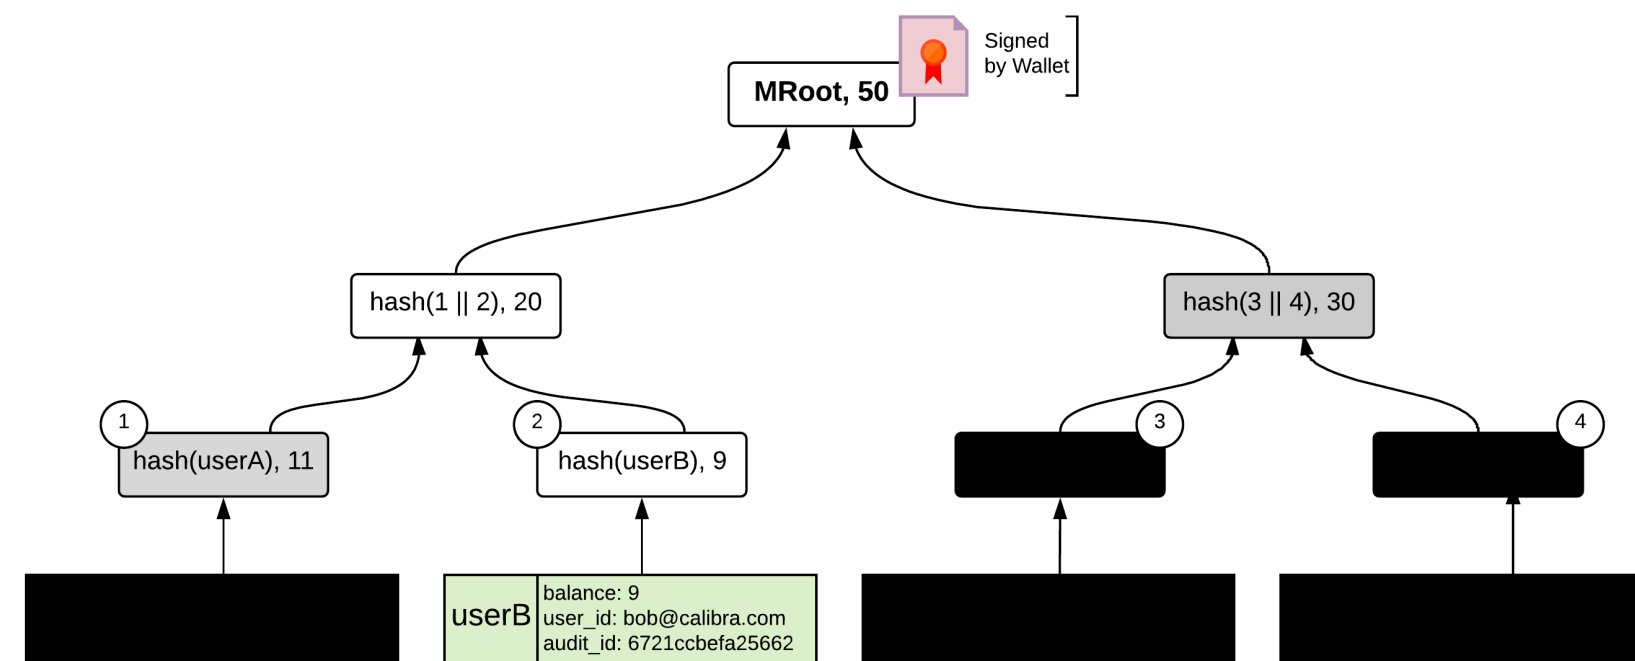 Signed
by Wallet
MRoot, 50
hash(1 || 2), 20
hash(3 || 4), 30
1
2
3
4
hash(userA), 11
hash(userB), 9
userB
balance: 9
user_id: bob@calibra.com
audit_id: 6721ccbefa25662